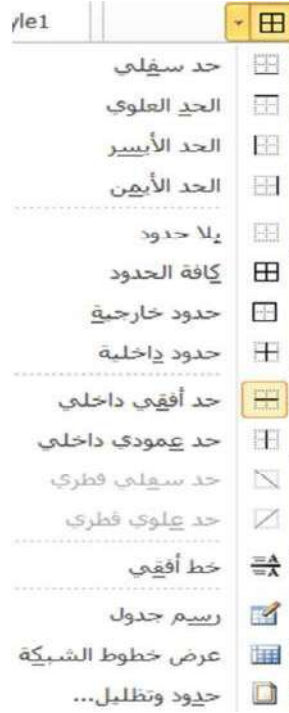 yle1
حد سفلي
الحد العلوي
الحد الأيسر
الحد الأيمن
بلا حدود
كافة الحدود
حدود خارجية
حدود داخلية
حد أفقي داخلي
حد عمودي داخلي
حد سفلي قطري
حد علوي قطري
خط أفقي
رسم جدول
عرض خطوط الشبكة
حدود وتظليل...